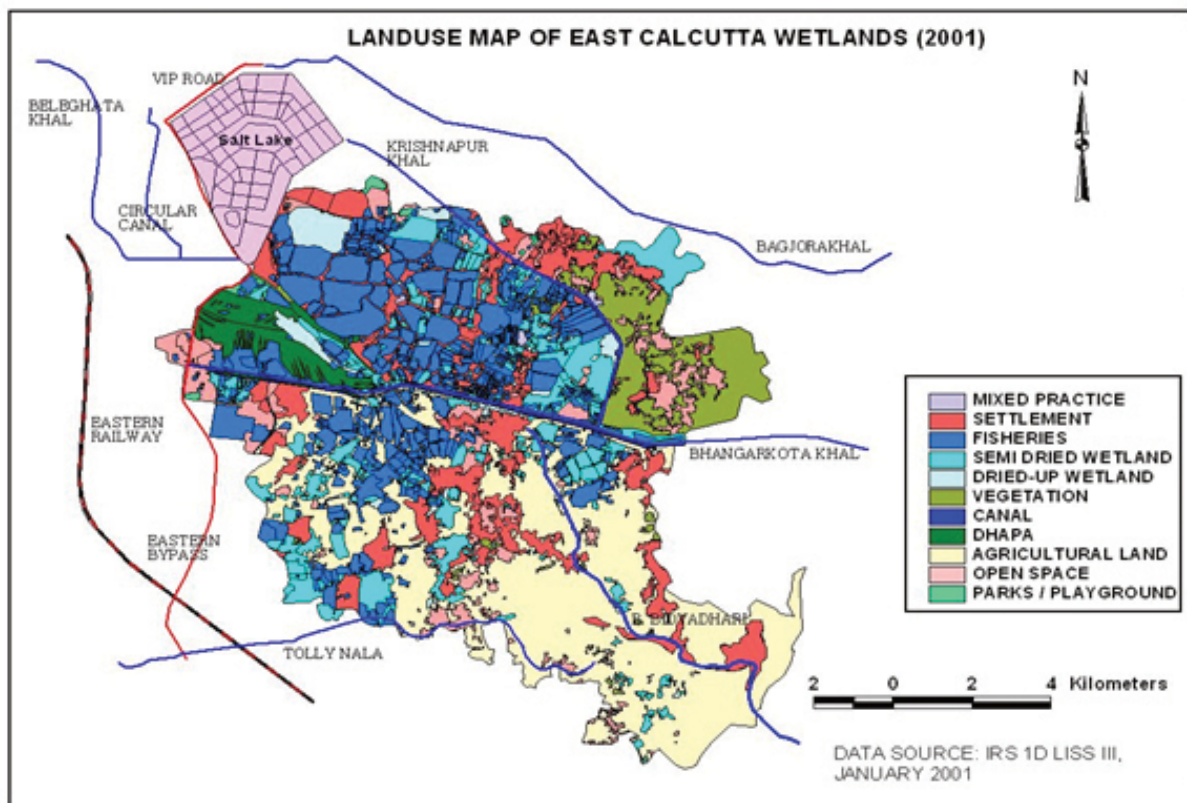 LANDUSE MAP OF EAST CALCUTTA WETLANDS (2001)
N
VIP ROAD
BELEGHATA
KHAL
Salt Lake
KRISHNAPUR
KHAL
CIRCULAR
CANAL
BAGJORAKHAL
EASTERN
RAILWAY
BHANGARKOTA KHAL
EASTERN
BYPASS
TOLLY NALA
MIXED PRACTICE
SETTLEMENT
FISHERIES
SEMI DRIED WETLAND
DRIED-UP WETLAND
VEGETATION
CANAL
DHAPA
AGRICULTURAL LAND
OPEN SPACE
PARKS / PLAYGROUND
2 0 2 4 Kilometers
DATA SOURCE: IRS 1D LISS III,
JANUARY 2001